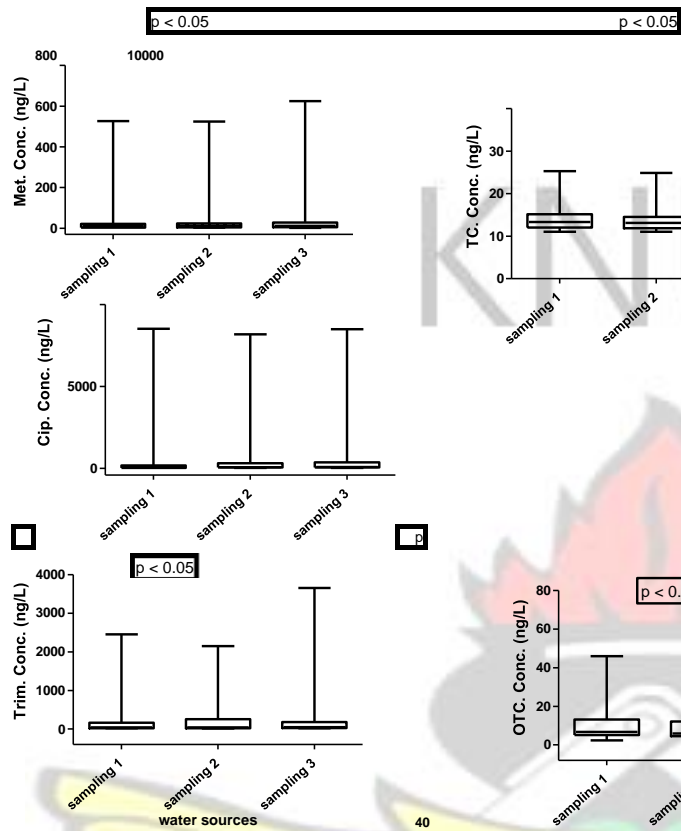 p < 0.05 p < 0.05
800 10000
Met. Conc. (ng/L)
600
400
200
0
sampling 1 sampling 2 sampling 3
TC. Conc. (ng/L)
30
20
10
0
sampling 1 sampling 2
KN
Cip. Conc. (ng/L)
5000
0
sampling 1 sampling 2 sampling 3
p
p < 0.05
Trim. Conc. (ng/L)
4000
3000
2000
1000
0
sampling 1 sampling 2 sampling 3
water sources
p < 0.
OTC. Conc. (ng/L)
80
60
40
20
0
sampling 1 sampli
40